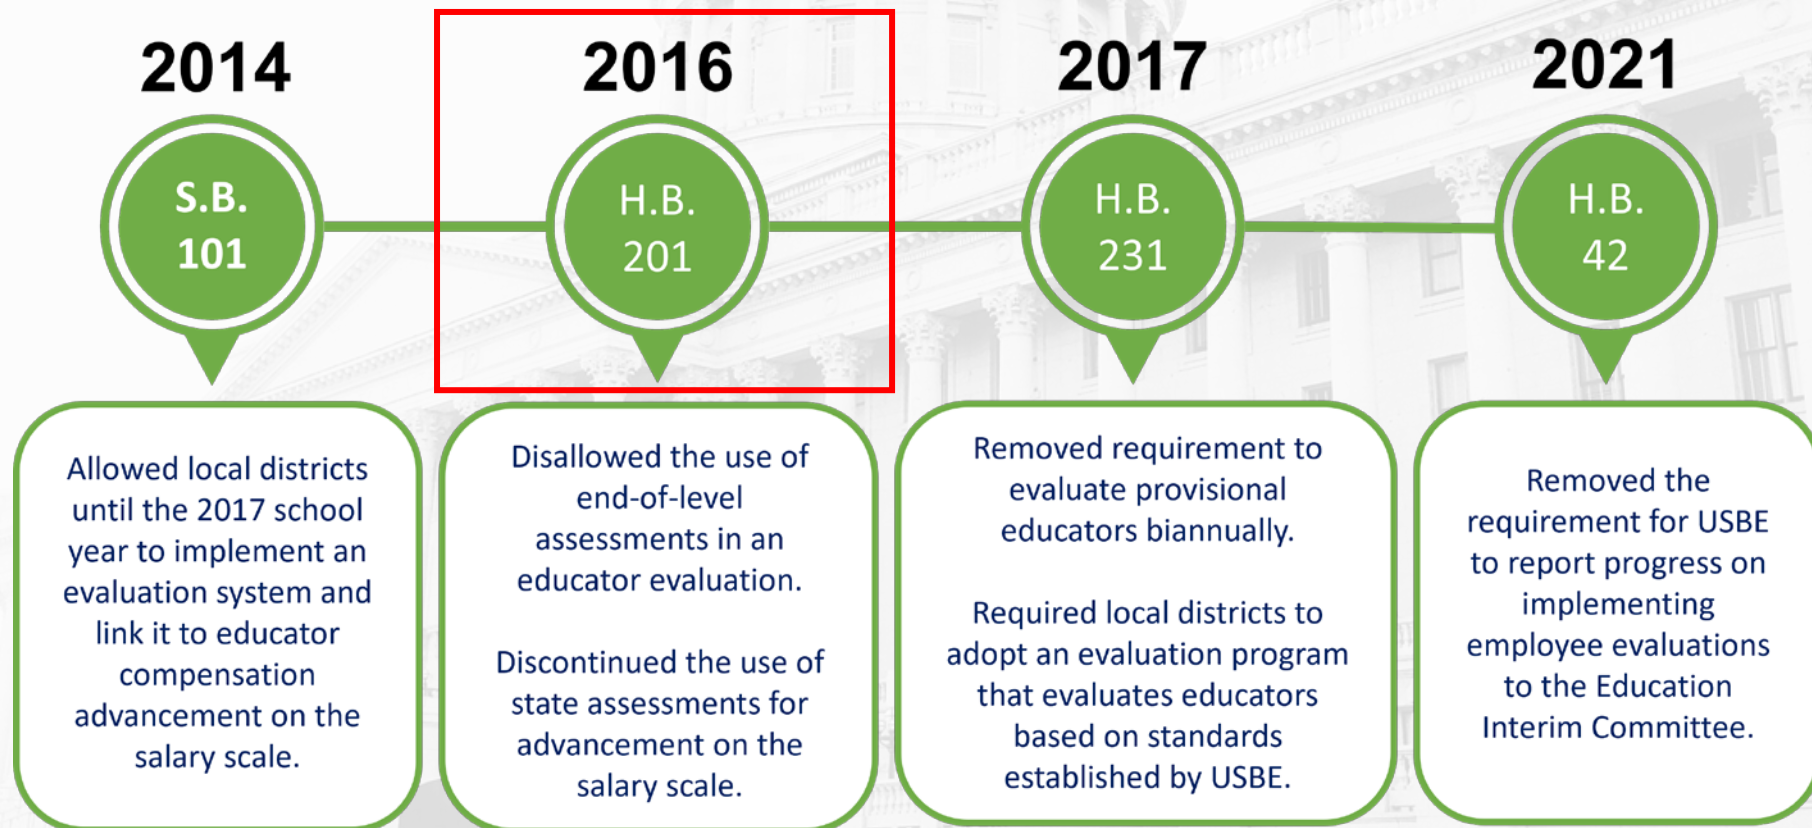 2014
S.B.
101
Allowed local districts
until the 2017 school
year to implement an
evaluation system and
link it to educator
compensation
advancement on the
salary scale.
2016
H.B.
201
Disallowed the use of
end-of-level
assessments in an
educator evaluation.
Discontinued the use of
state assessments for
advancement on the
salary scale.
2017
H.B.
231
Removed requirement to
evaluate provisional
educators biannually.
Required local districts to
adopt an evaluation program
that evaluates educators
based on standards
established by USBE.
2021
H.B.
42
Removed the
requirement for USBE
to report progress on
implementing
employee evaluations
to the Education
Interim Committee.